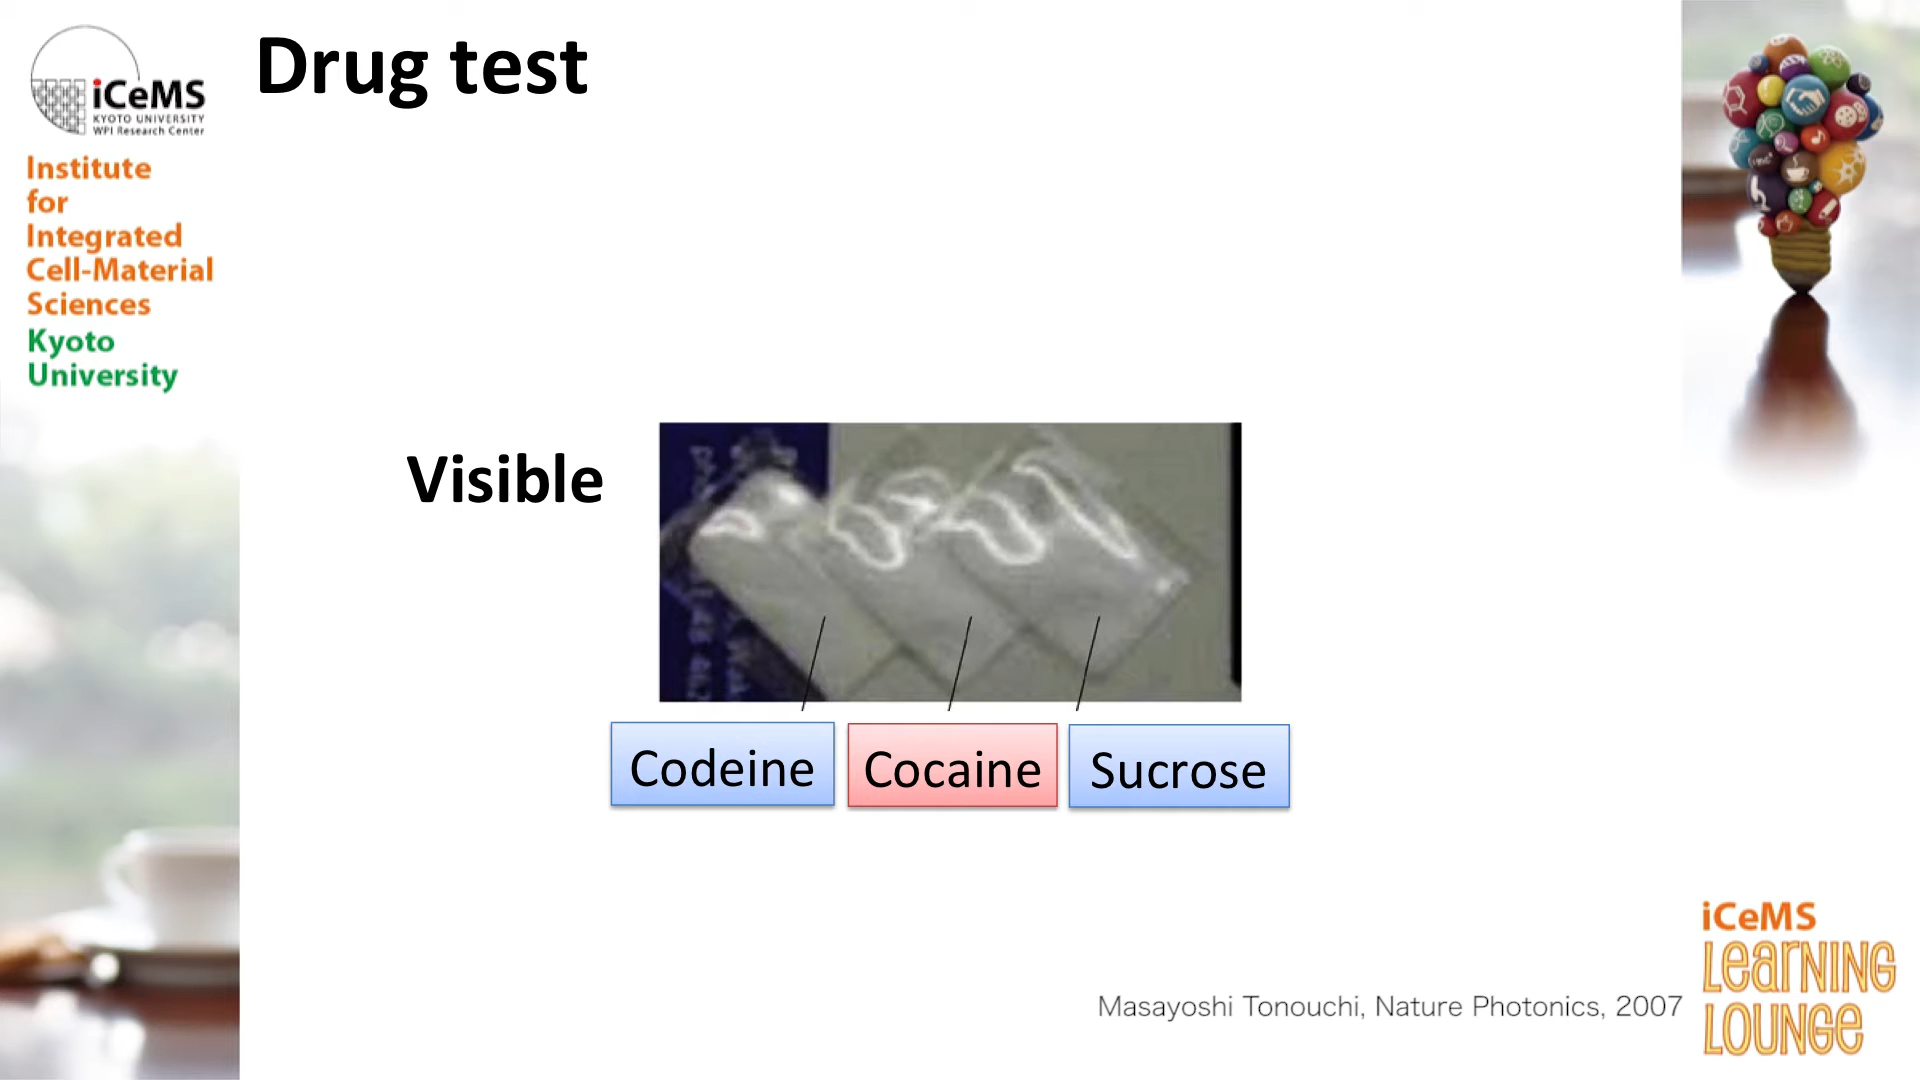 Drug test
iCeMS
KYOTO UNIVERSITY
WPI Research Center
Institute
for
Integrated
Cell-Material
Sciences
Kyoto
University
Visible
Codeine
Cocaine
Sucrose
Masayoshi Tonouchi, Nature Photonics, 2007
iCeMS
LeaRNING
LOUNGe